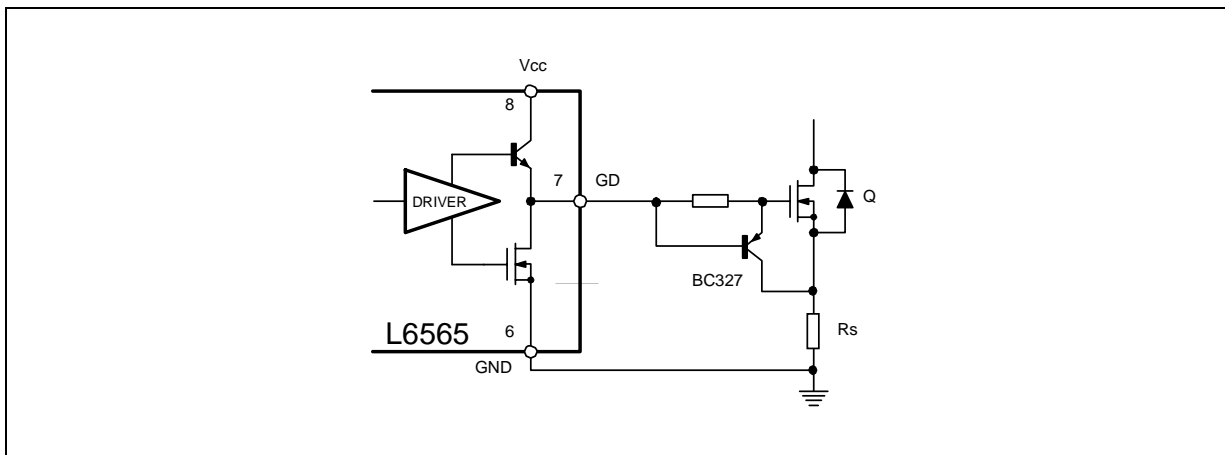 Vcc
8
7
GD
DRIVER
Q
BC327
L6565
6
Rs
GND